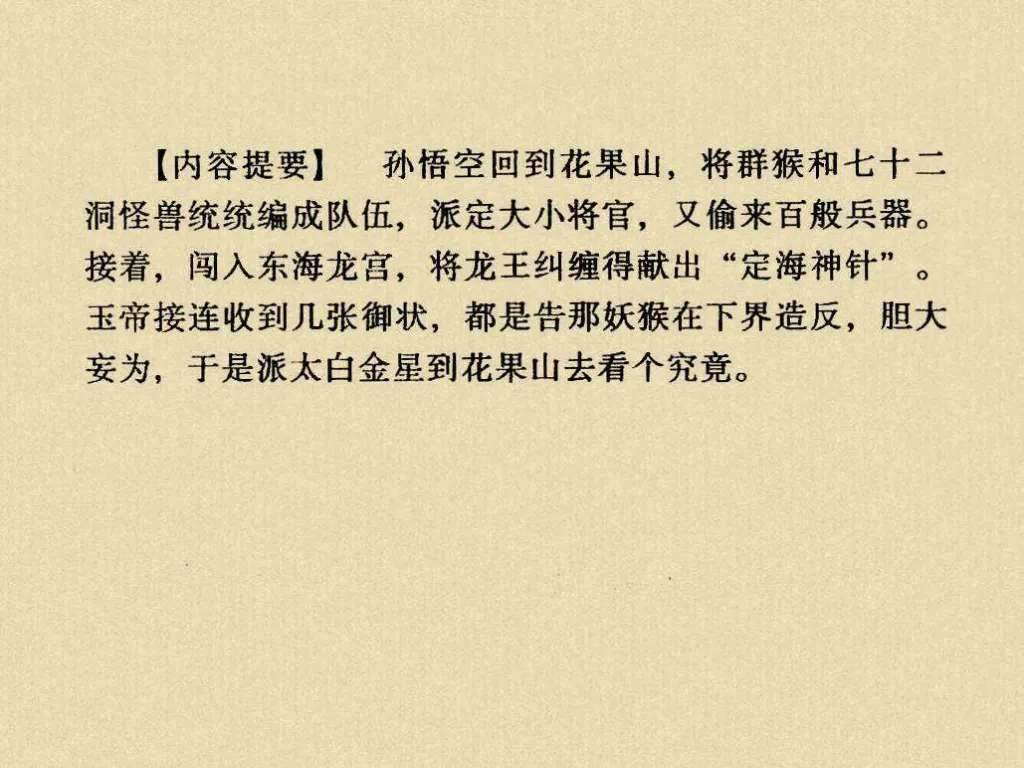 【内容提要】 孙悟空回到花果山，将群猴和七十二
洞怪兽统统编成队伍，派定大小将官，又偷来百般兵器。
接着，闯入东海龙宫，将龙王纠缠得献出“定海神针”。
玉帝接连收到几张御状，都是告那妖猴在下界造反，胆大
妄为，于是派太白金星到花果山去看个究竟。